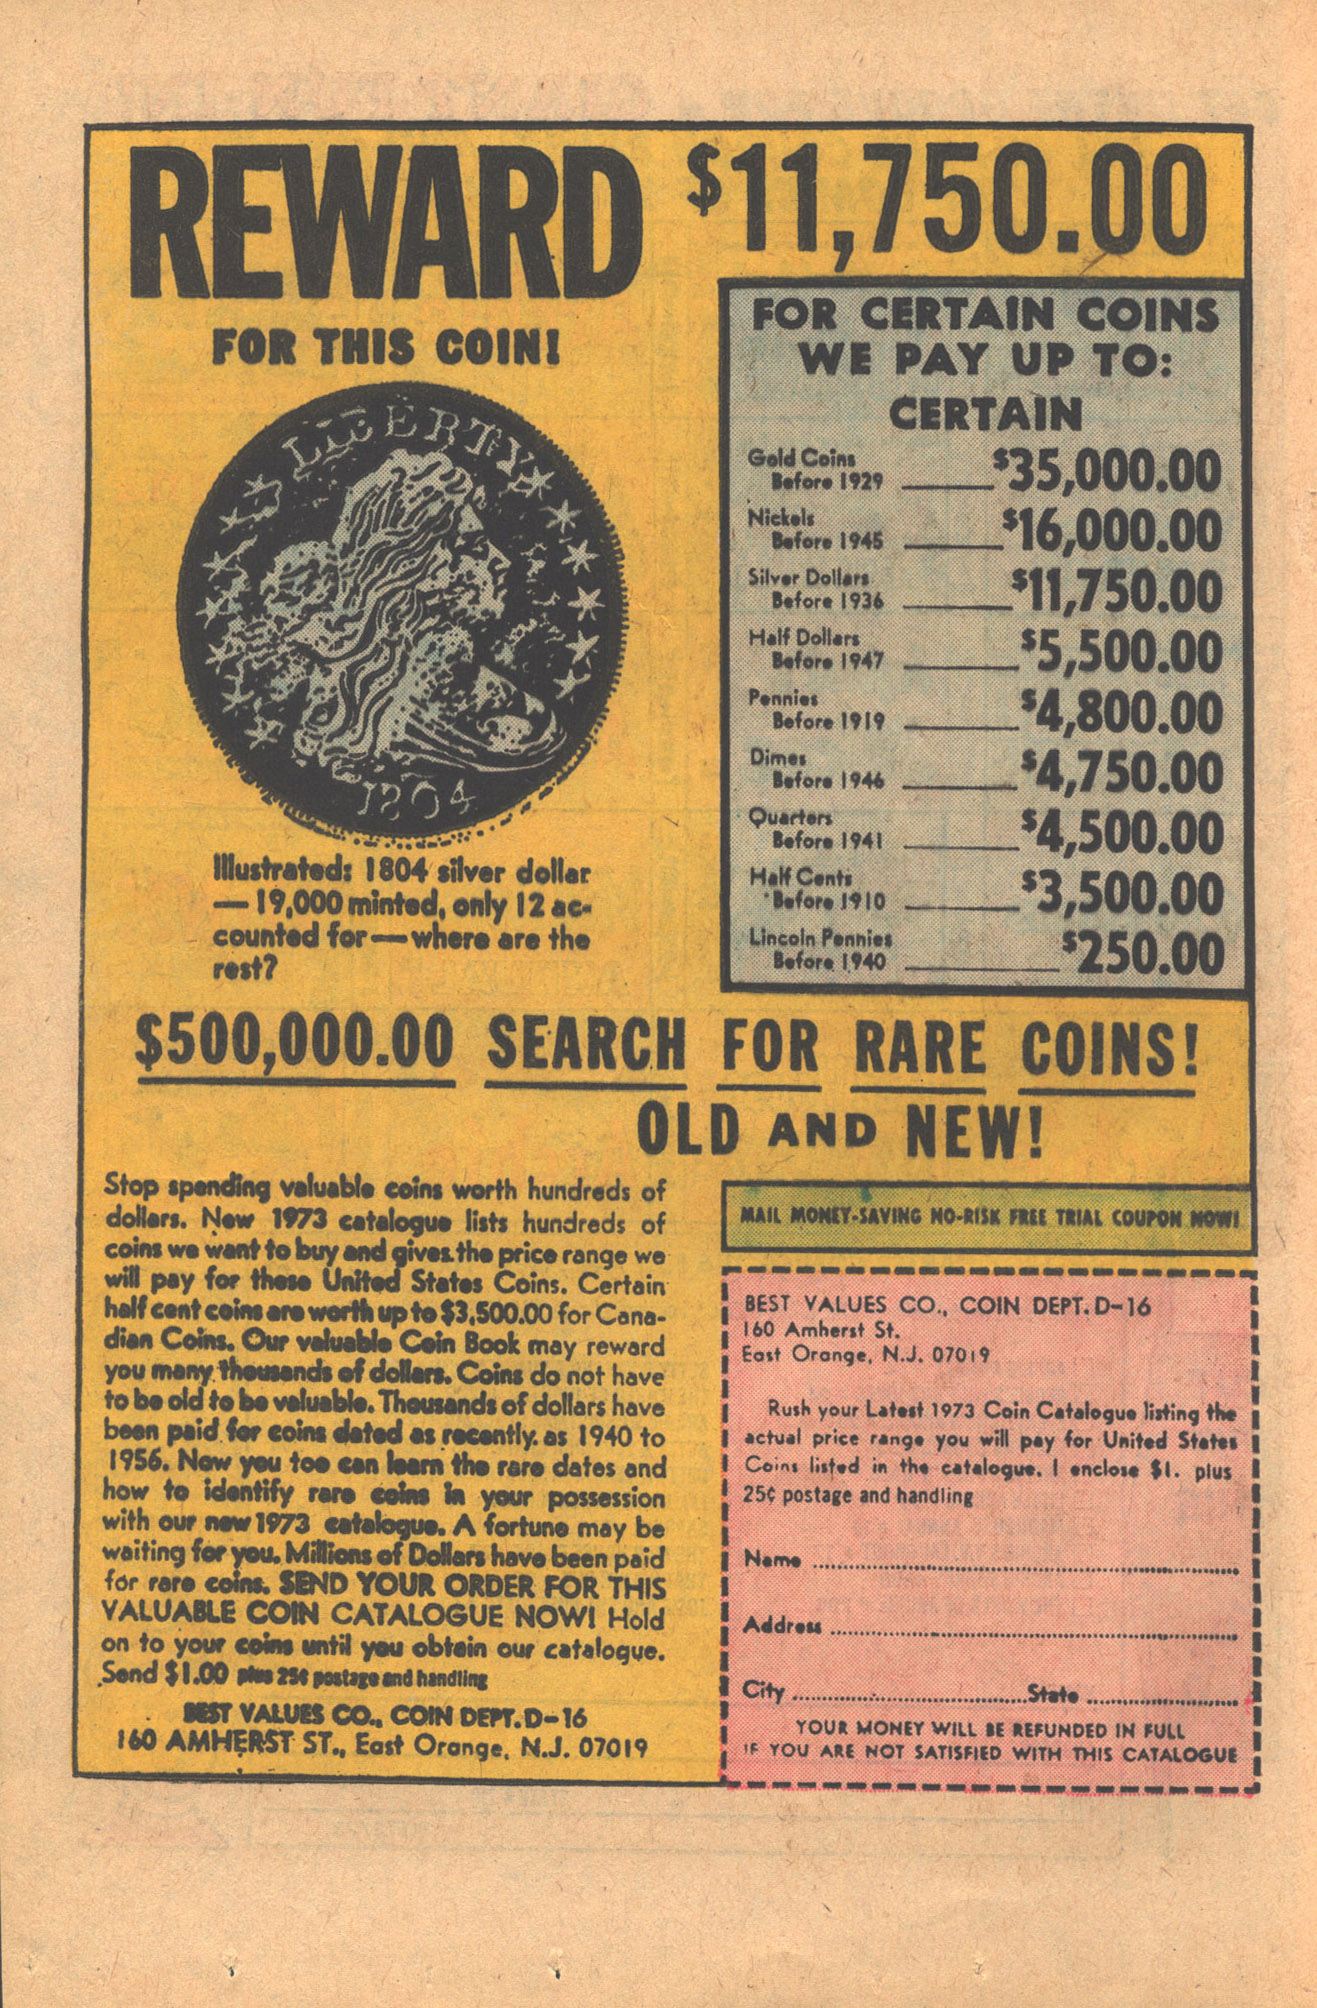 REWARD $11,750.00
FOR THIS COIN!
LIBERTY
1804
Illustrated: 1804 silver dollar
— 19,000 minted, only 12 ac-
counted for — where are the
rest?
FOR CERTAIN COINS
WE PAY UP TO:
CERTAIN
Gold Coins
Before 1929 $35,000.00
Nickels
Before 1945 $16,000.00
Silver Dollars
Before 1936 $11,750.00
Half Dollars
Before 1947 $5,500.00
Pennies
Before 1919 $4,800.00
Dimes
Before 1946 $4,750.00
Quarters
Before 1941 $4,500.00
Half Cents
Before 1910 $3,500.00
Lincoln Pennies
Before 1940 $250.00
$500,000.00 SEARCH FOR RARE COINS!
OLD AND NEW!
Stop spending valuable coins worth hundreds of
dollars. New 1973 catalogue lists hundreds of
coins we want to buy and gives the price range we
will pay for these United States Coins. Certain
half cent coins are worth up to $3,500.00 for Cana-
dian Coins. Our valuable Coin Book may reward
you many thousands of dollars. Coins do not have
to be old to be valuable. Thousands of dollars have
been paid for coins dated as recently as 1940 to
1956. Now you too can learn the rare dates and
how to identify rare coins in your possession
with our new 1973 catalogue. A fortune may be
waiting for you. Millions of Dollars have been paid
for rare coins. SEND YOUR ORDER FOR THIS
VALUABLE COIN CATALOGUE NOW! Hold
on to your coins until you obtain our catalogue.
Send $1.00 plus 25¢ postage and handling
BEST VALUES CO., COIN DEPT. D-16
160 AMHERST ST., East Orange, N.J. 07019
MAIL MONEY-SAVING NO-RISK FREE TRIAL COUPON NOW!
BEST VALUES CO., COIN DEPT. D-16
160 Amherst St.
East Orange, N.J. 07019
Rush your Latest 1973 Coin Catalogue listing the
actual price range you will pay for United States
Coins listed in the catalogue. I enclose $1. plus
25¢ postage and handling
Name
Address
City State
YOUR MONEY WILL BE REFUNDED IN FULL
IF YOU ARE NOT SATISFIED WITH THIS CATALOGUE